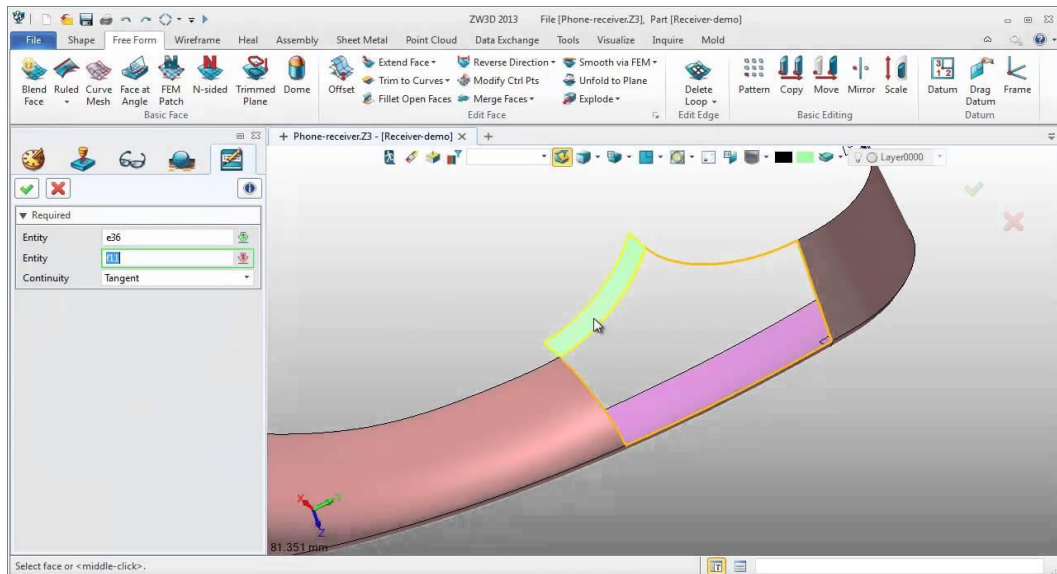 ZW3D 2013 File [Phone-receiver.Z3], Part [Receiver-demo]
File Shape Free Form Wireframe Heal Assembly Sheet Metal Point Cloud Data Exchange Tools Visualize Inquire Mold
Extend Face Reverse Direction Smooth via FEM
Trim to Curves Modify Ctrl Pts Unfold to Plane
Fillet Open Faces Merge Faces Explode
Blend Face Ruled Curve Mesh Face at Angle FEM Patch N-sided Trimmed Plane Dome Offset Delete Loop Pattern Copy Move Mirror Scale Datum Drag Datum Frame
Basic Face Edit Face Edit Edge Basic Editing Datum
+ Phone-receiver.Z3 - [Receiver-demo] × +
Layer0000
Required
Entity e36
Entity
Continuity Tangent
X Y
Z
81.351 mm
Select face or <middle-click>.